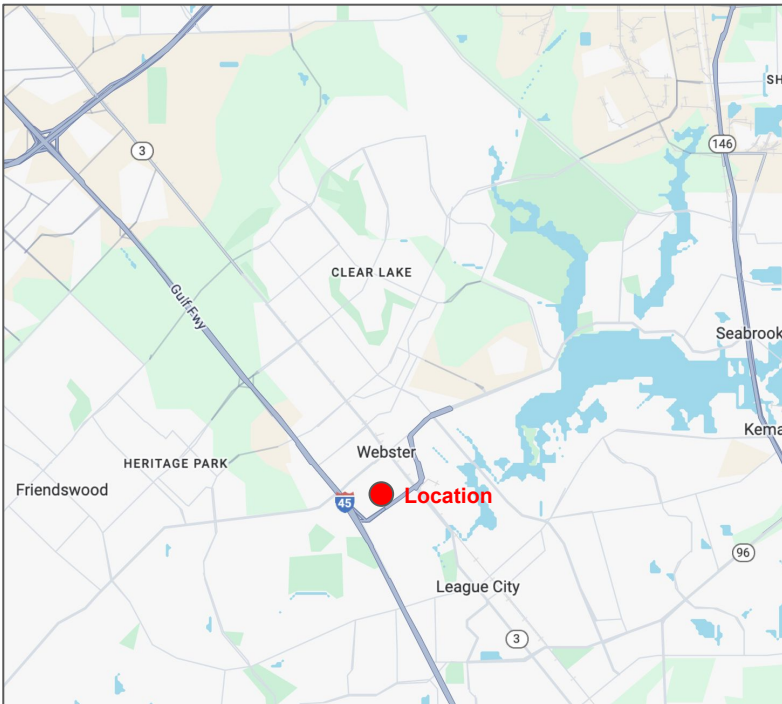 SH
3
146
CLEAR LAKE
Gulf Fwy
Seabrook
Kema
Webster
HERITAGE PARK
Friendswood
45
Location
96
League City
3